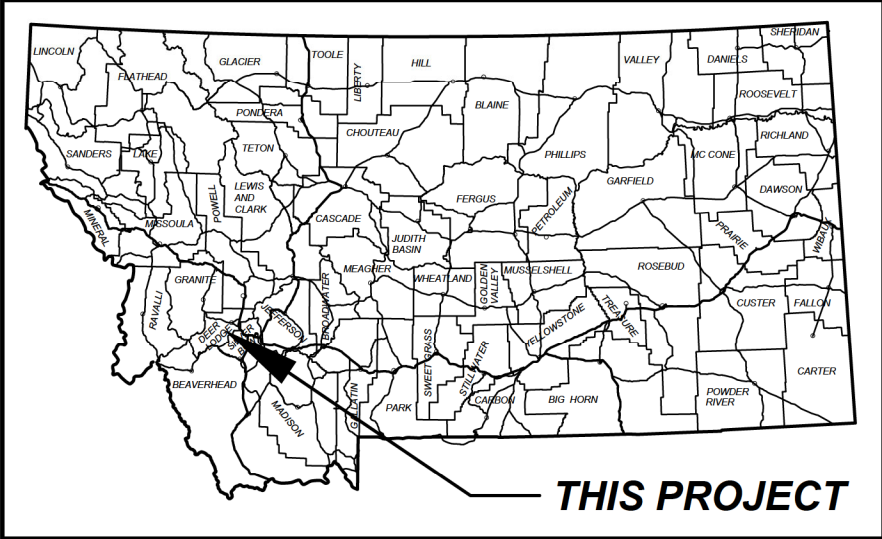 LINCOLN
FLATHEAD
GLACIER
TOOLE
LIBERTY
HILL
BLAINE
VALLEY
DANIELS
SHERIDAN
ROOSEVELT
PONDERA
CHOUTEAU
PHILLIPS
RICHLAND
SANDERS
LAKE
TETON
MC CONE
GARFIELD
DAWSON
MINERAL
MISSOULA
POWELL
LEWIS
AND
CLARK
CASCADE
FERGUS
PETROLEUM
PRAIRIE
WIBAUX
JUDITH
BASIN
GRANITE
MEAGHER
WHEATLAND
GOLDEN
VALLEY
MUSSELSHELL
ROSEBUD
RAVALLI
DEER
LODGE
SILVER
JEFFERSON
BROADWATER
YELLOWSTONE
TREASURE
CUSTER
FALLON
BEAVERHEAD
MADISON
GALLATIN
PARK
SWEET GRASS
STILLWATER
CARBON
BIG HORN
POWDER
RIVER
CARTER
THIS PROJECT